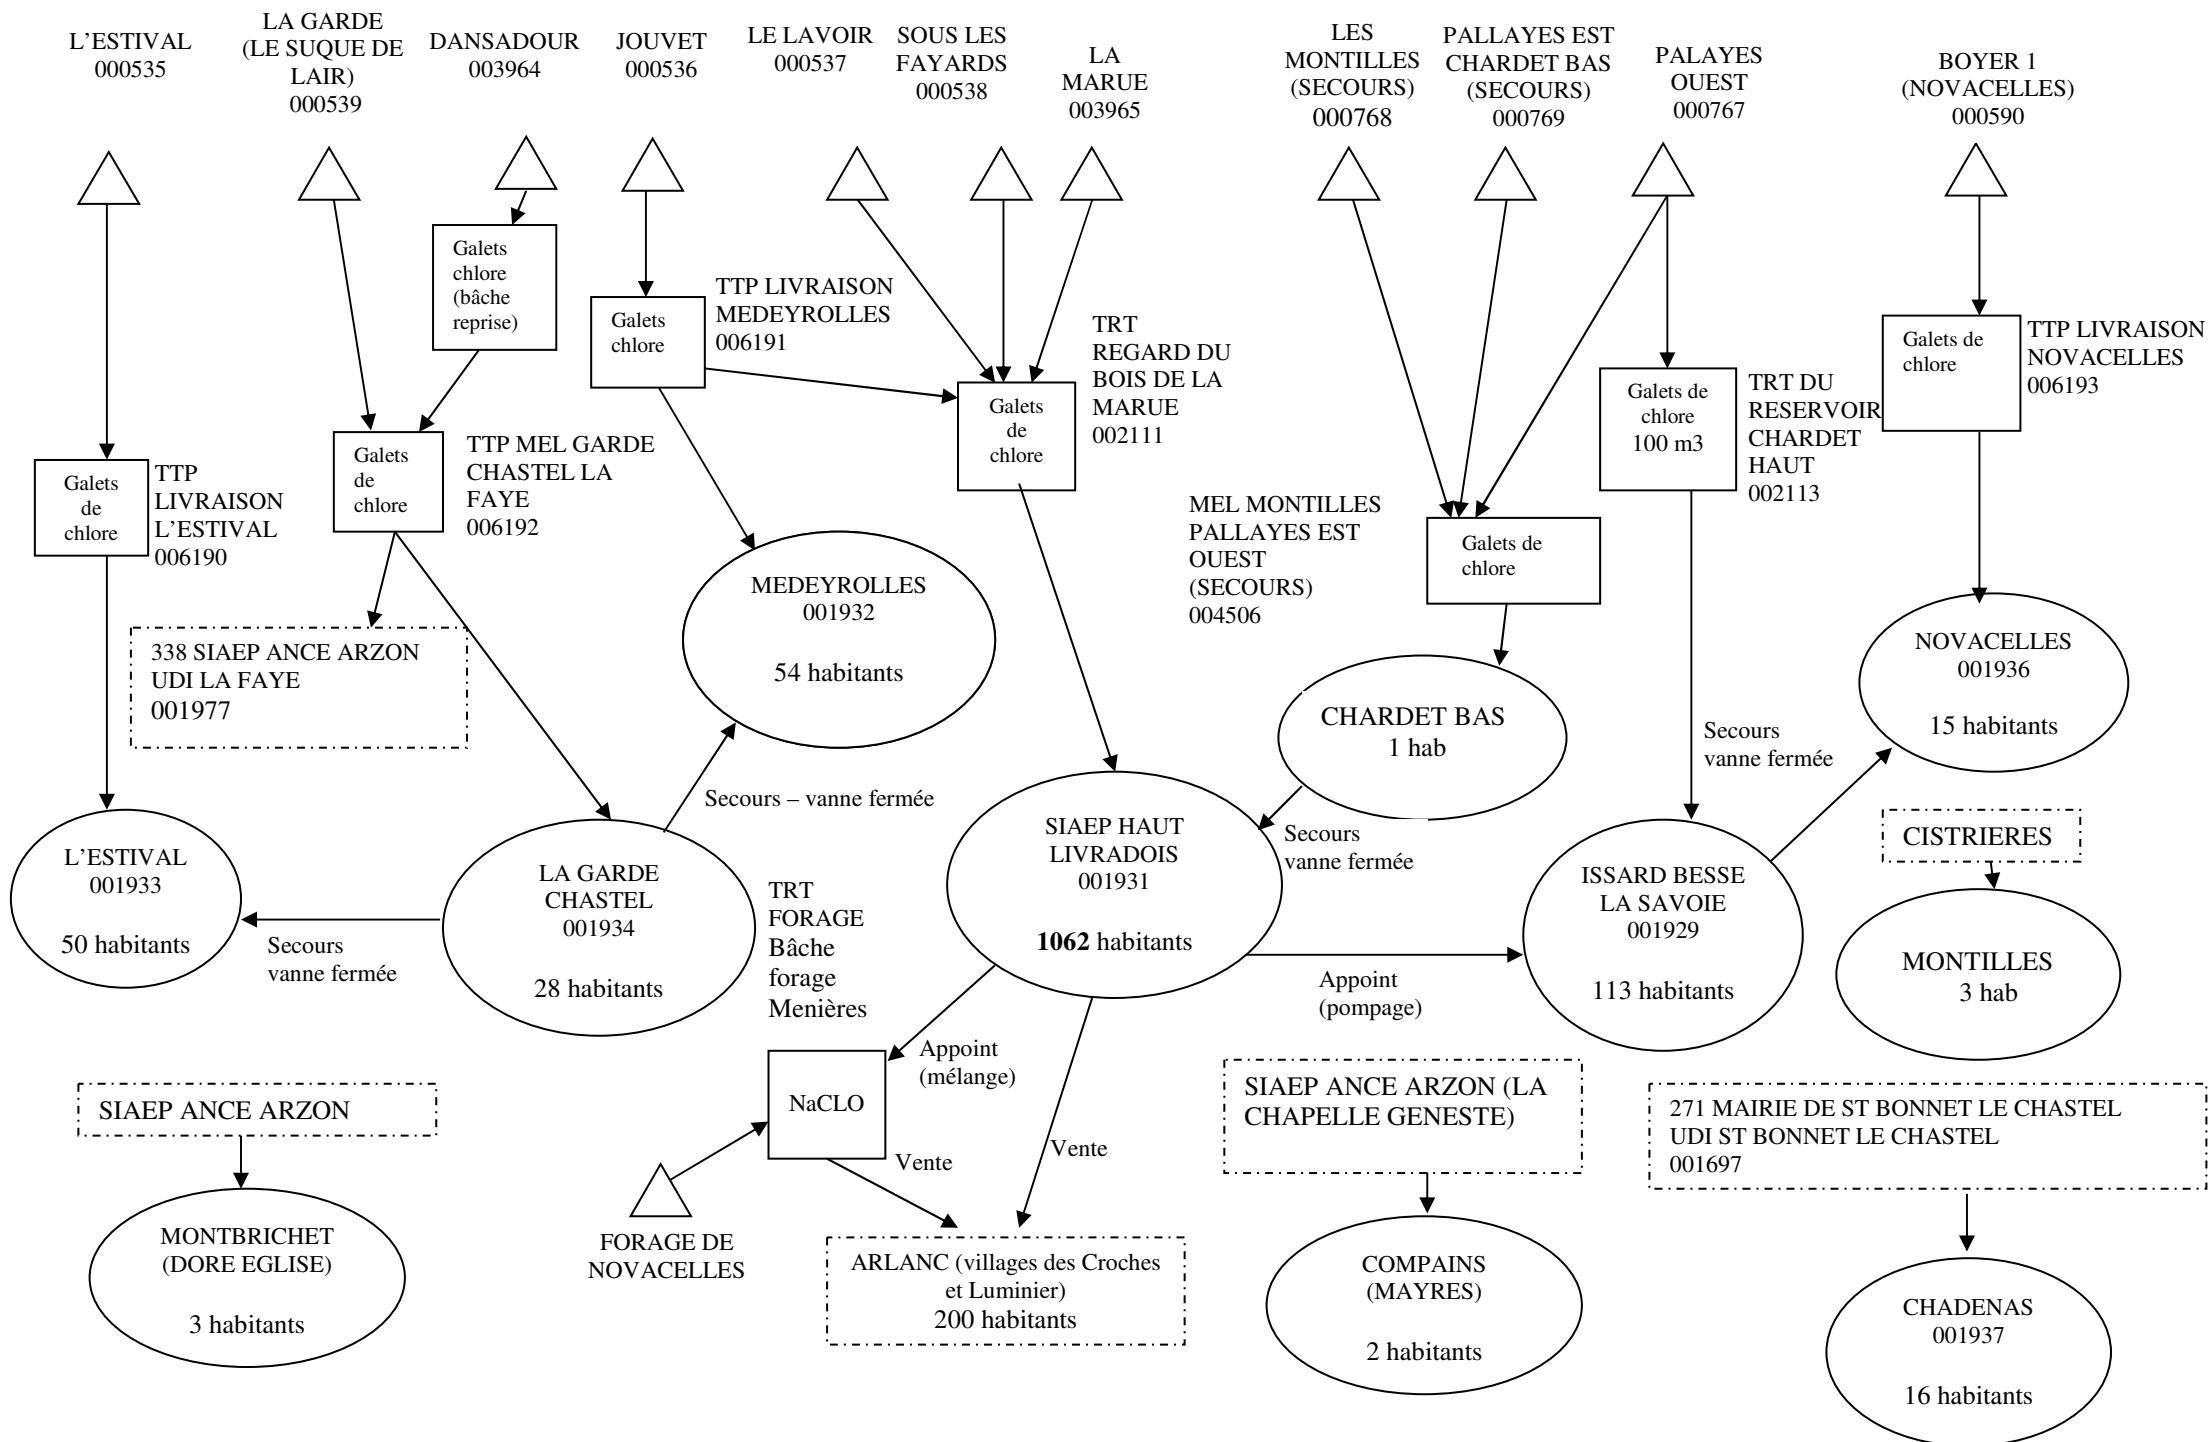 L'ESTIVAL
000535
LA GARDE
(LE SUQUE DE
LAIR)
000539
DANSADOUR
003964
JOUVET
000536
LE LAVOIR
000537
SOUS LES
FAYARDS
000538
LA
MARUE
003965
LES
MONTILLES
(SECOURS)
000768
PALLAYES EST
CHARDET BAS
(SECOURS)
000769
PALAYES
OUEST
000767
BOYER 1
(NOVACELLES)
000590
Galets
chlore
(bâche
reprise)
Galets
chlore
TTP LIVRAISON
MEDEYROLLES
006191
TRT
REGARD DU
BOIS DE LA
MARUE
002111
Galets
de
chlore
Galets de
chlore
100 m3
TRT DU
RESERVOIR
CHARDET
HAUT
002113
Galets de
chlore
TTP LIVRAISON
NOVACELLES
006193
Galets
de
chlore
TTP
LIVRAISON
L'ESTIVAL
006190
Galets
de
chlore
TTP MEL GARDE
CHASTEL LA
FAYE
006192
MEL MONTILLES
PALLAYES EST
OUEST
(SECOURS)
004506
Galets de
chlore
338 SIAEP ANCE ARZON
UDI LA FAYE
001977
MEDEYROLLES
001932
54 habitants
CHARDET BAS
1 hab
NOVACELLES
001936
15 habitants
Secours
vanne fermée
Secours – vanne fermée
Secours
vanne fermée
L'ESTIVAL
001933
50 habitants
Secours
vanne fermée
LA GARDE
CHASTEL
001934
28 habitants
TRT
FORAGE
Bâche
forage
Menières
SIAEP HAUT
LIVRADOIS
001931
1062 habitants
Appoint
(pompage)
ISSARD BESSE
LA SAVOIE
001929
113 habitants
CISTRIERES
MONTILLES
3 hab
SIAEP ANCE ARZON
MONTBRICHET
(DORE EGLISE)
3 habitants
NaCLO
Appoint
(mélange)
Vente
Vente
FORAGE DE
NOVACELLES
ARLANC (villages des Croches
et Luminier)
200 habitants
SIAEP ANCE ARZON (LA
CHAPELLE GENESTE)
COMPAINS
(MAYRES)
2 habitants
271 MAIRIE DE ST BONNET LE CHASTEL
UDI ST BONNET LE CHASTEL
001697
CHADENAS
001937
16 habitants